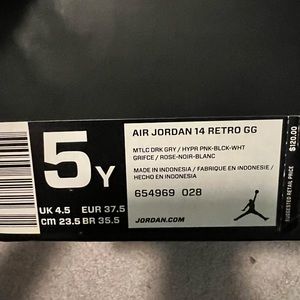 5Y
UK 4.5 EUR 37.5
CM 23.5 BR 35.5
AIR JORDAN 14 RETRO GG
MTLC DRK GRY / HYPR PNK-BLCK-WHT
GRIFCE / ROSE-NOIR-BLANC
MADE IN INDONESIA / FABRIQUE EN INDONESIE /
HECHO EN INDONESIA
654969 028
JORDAN.COM
$120.00
SUGGESTED RETAIL PRICE